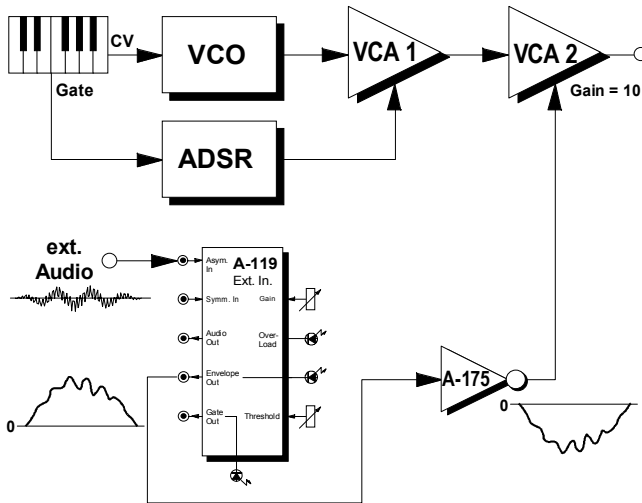 CV
Gate
VCO
ADSR
VCA 1
VCA 2
Gain = 10
ext.
Audio
A-119
Ext. In.
Asym.
In
Symm. In
Gain
Audio
Out
Over-
Load
Envelope
Out
Gate
Out
Threshold
A-175
0
0